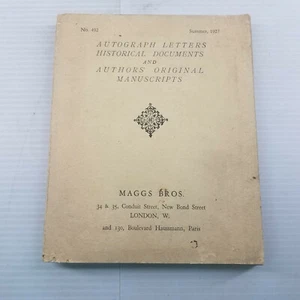 No. 492 Summer, 1927
AUTOGRAPH LETTERS
HISTORICAL DOCUMENTS
AND
AUTHORS ORIGINAL
MANUSCRIPTS
MAGGS BROS.
34 & 35, Conduit Street, New Bond Street
LONDON, W.
and 130, Boulevard Haussmann, Paris